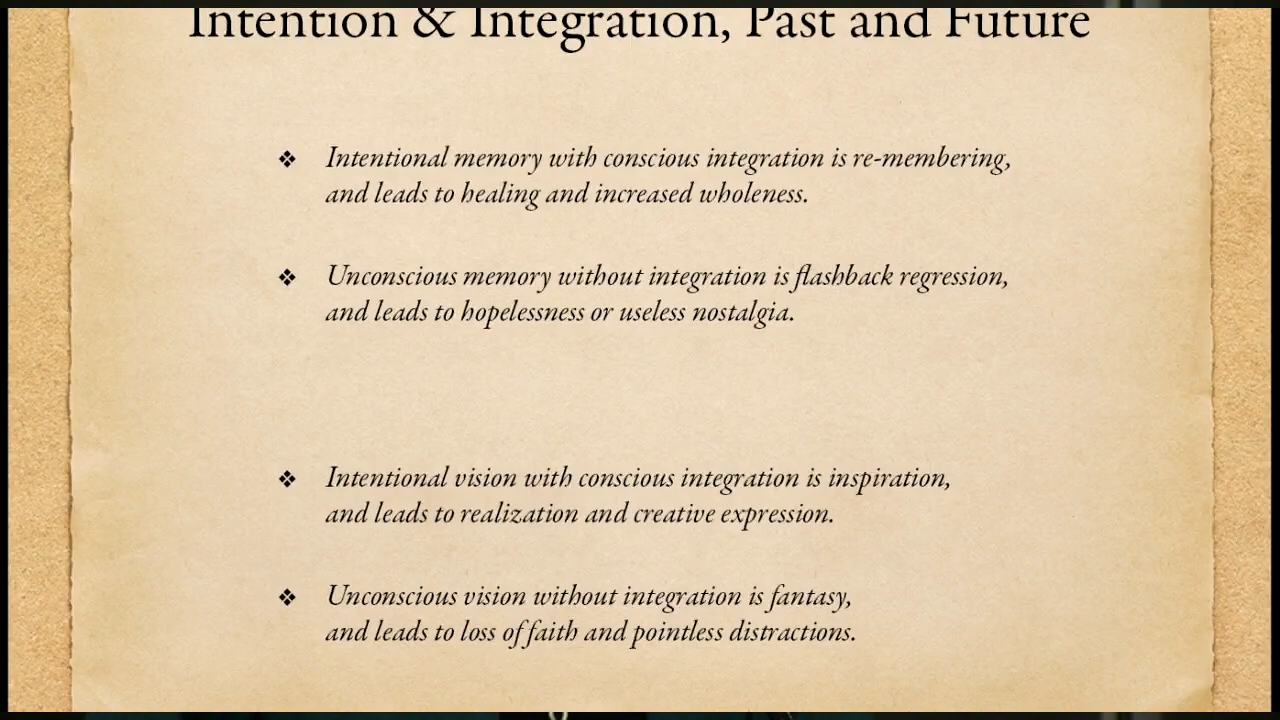 Intention & Integration, Past and Future
❖ Intentional memory with conscious integration is re-membering,
and leads to healing and increased wholeness.
❖ Unconscious memory without integration is flashback regression,
and leads to hopelessness or useless nostalgia.
❖ Intentional vision with conscious integration is inspiration,
and leads to realization and creative expression.
❖ Unconscious vision without integration is fantasy,
and leads to loss of faith and pointless distractions.